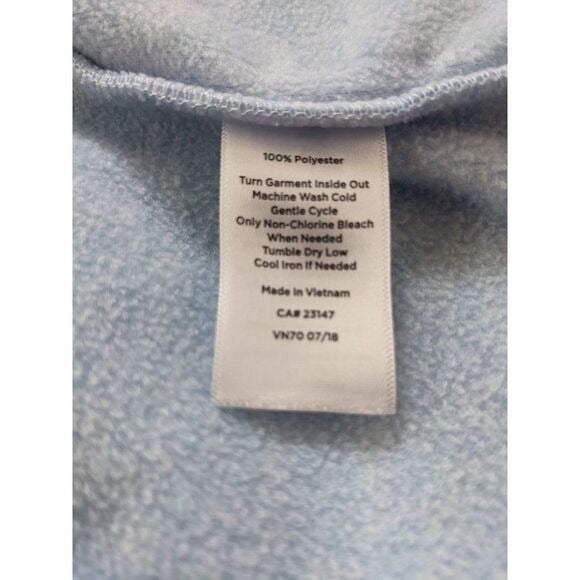 100% Polyester
Turn Garment Inside Out
Machine Wash Cold
Gentle Cycle
Only Non-Chlorine Bleach
When Needed
Tumble Dry Low
Cool Iron If Needed
Made In Vietnam
CA# 23147
VN70 07/18